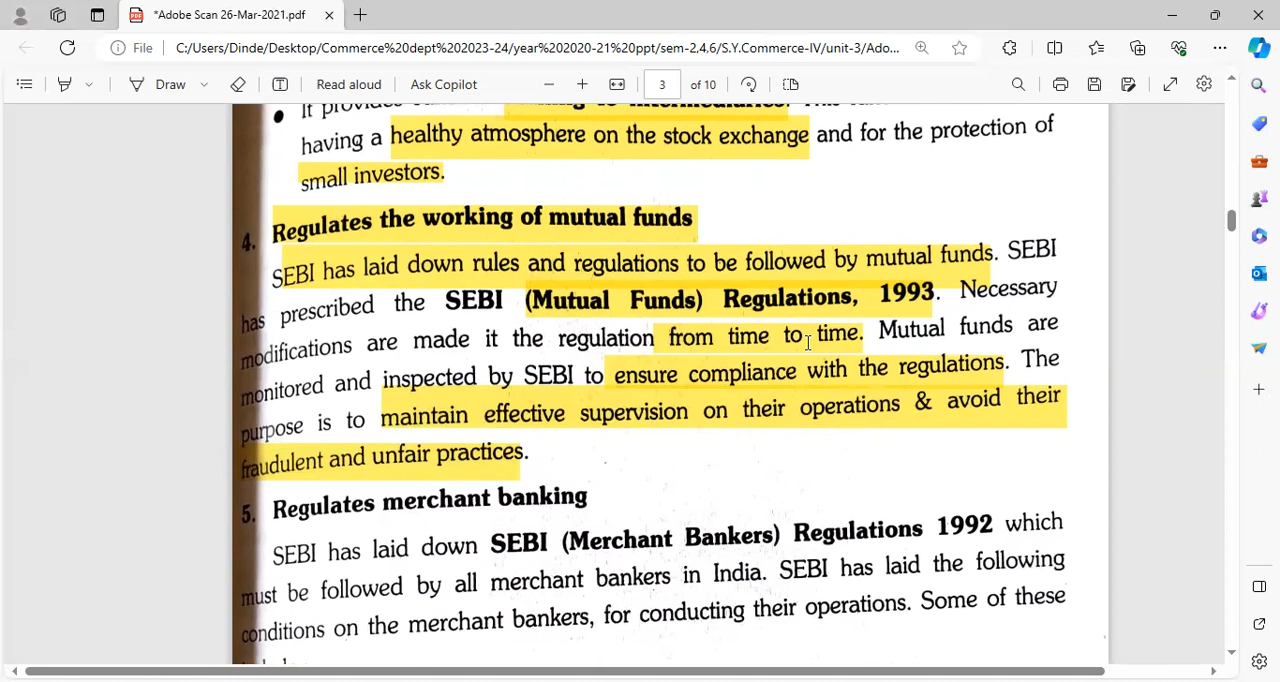 *Adobe Scan 26-Mar-2021.pdf
File C:/Users/Dinde/Desktop/Commerce%20dept%202023-24/year%202020-21%20ppt/sem-2,4,6/S.Y.Commerce-IV/unit-3/Ado...
Draw Read aloud Ask Copilot 3 of 10
It
having a healthy atmosphere on the stock exchange and for the protection of
small investors.
4. Regulates the working of mutual funds
SEBI has laid down rules and regulations to be followed by mutual funds. SEBI
has prescribed the SEBI (Mutual Funds) Regulations, 1993. Necessary
modifications are made it the regulation from time to time. Mutual funds are
monitored and inspected by SEBI to ensure compliance with the regulations. The
purpose is to maintain effective supervision on their operations & avoid their
fraudulent and unfair practices.
5. Regulates merchant banking
SEBI has laid down SEBI (Merchant Bankers) Regulations 1992 which
must be followed by all merchant bankers in India. SEBI has laid the following
conditions on the merchant bankers, for conducting their operations. Some of these